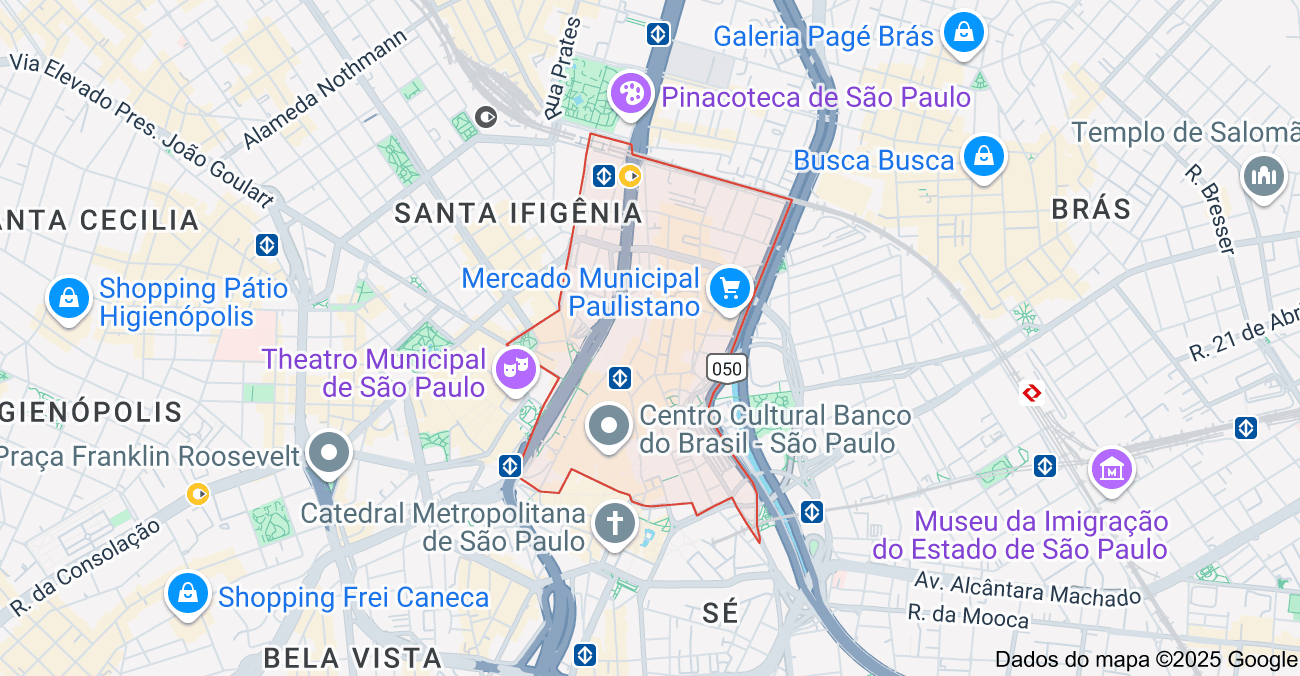 Galeria Pagé Brás
Rua Prates
Via Elevado Pres. João Goulart
Alameda Nothmann
Pinacoteca de São Paulo
Templo de Salomã
Busca Busca
R. Bresser
SANTA IFIGÊNIA
BRÁS
NTA CECILIA
Mercado Municipal
Paulistano
Shopping Pátio
Higienópolis
R. 21 de Abri
Theatro Municipal
de São Paulo
050
GIENÓPOLIS
Centro Cultural Banco
do Brasil - São Paulo
Praça Franklin Roosevelt
M
Catedral Metropolitana
de São Paulo
Museu da Imigração
do Estado de São Paulo
R. da Consolação
Av. Alcântara Machado
R. da Mooca
Shopping Frei Caneca
SÉ
BELA VISTA
Dados do mapa ©2025 Google